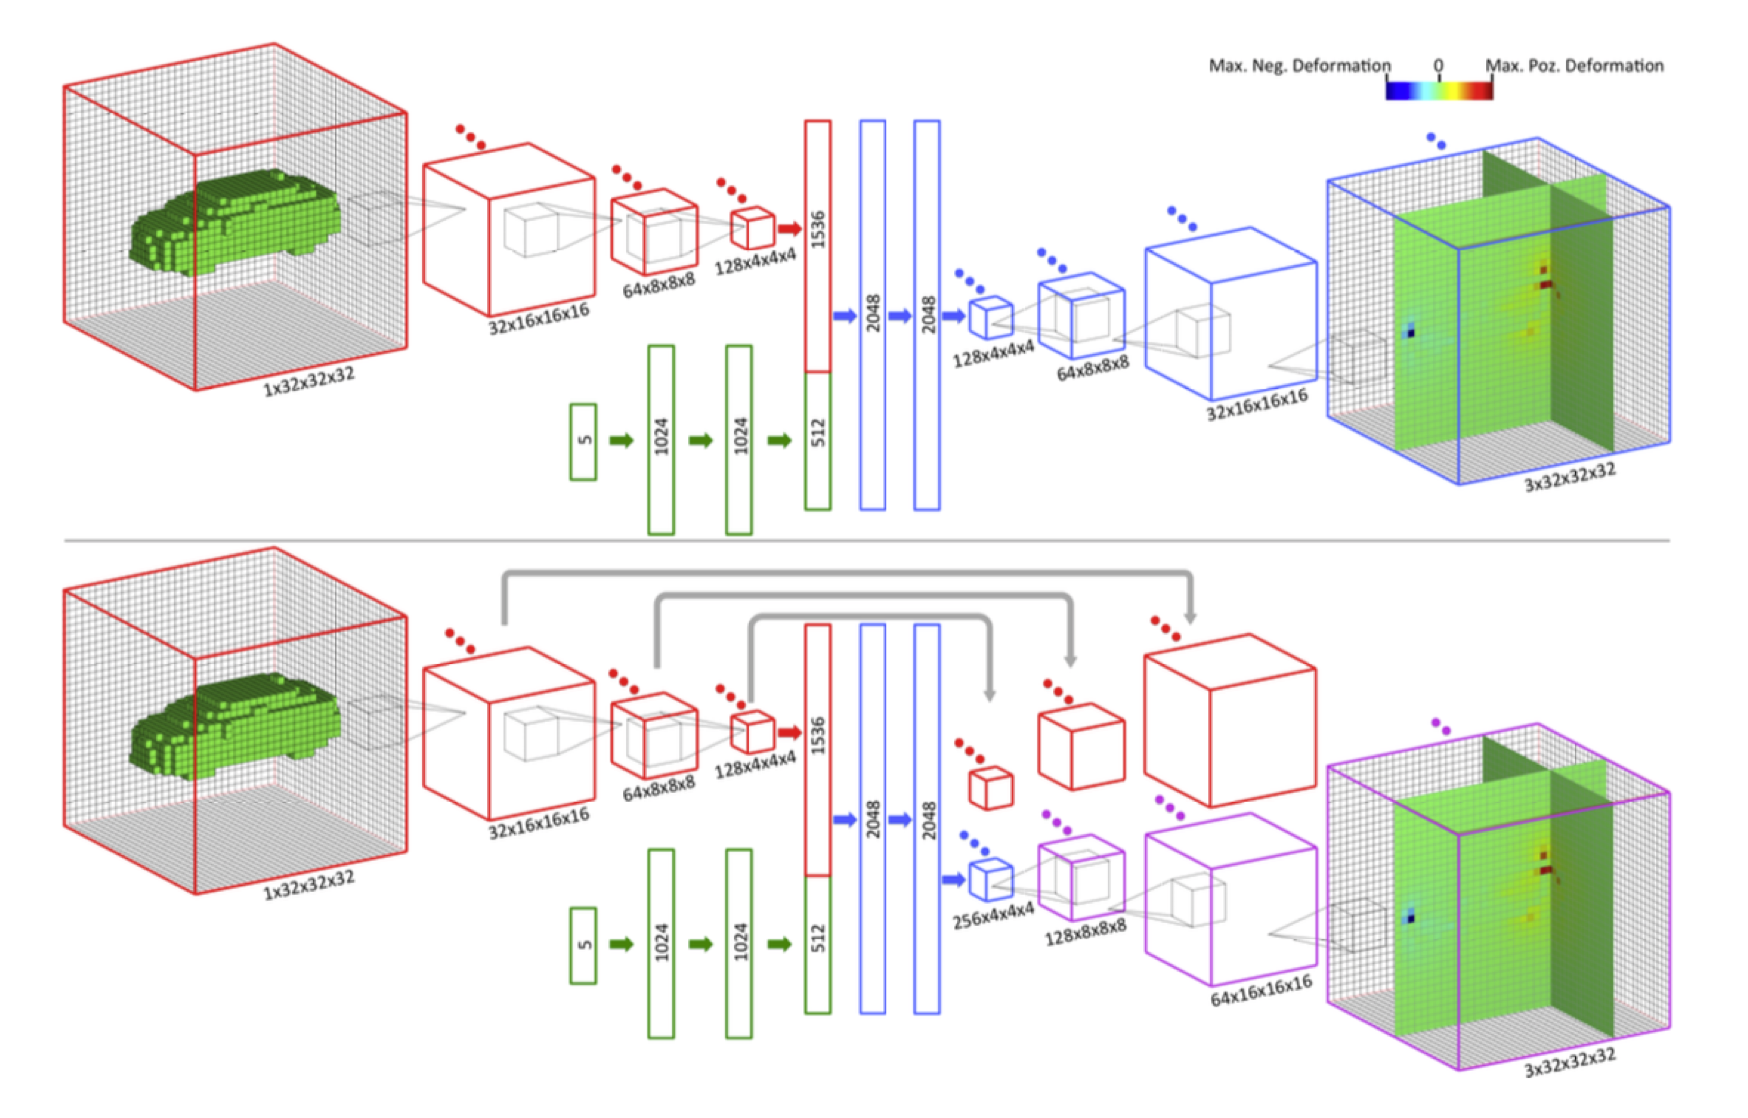 Max. Neg. Deformation 0 Max. Poz. Deformation
1x32x32x32
32x16x16x16
64x8x8x8
128x4x4x4
1536
512
5
1024
1024
2048
2048
128x4x4x4
64x8x8x8
32x16x16x16
3x32x32x32
1x32x32x32
32x16x16x16
64x8x8x8
128x4x4x4
1536
512
5
1024
1024
2048
2048
256x4x4x4
128x8x8x8
64x16x16x16
3x32x32x32